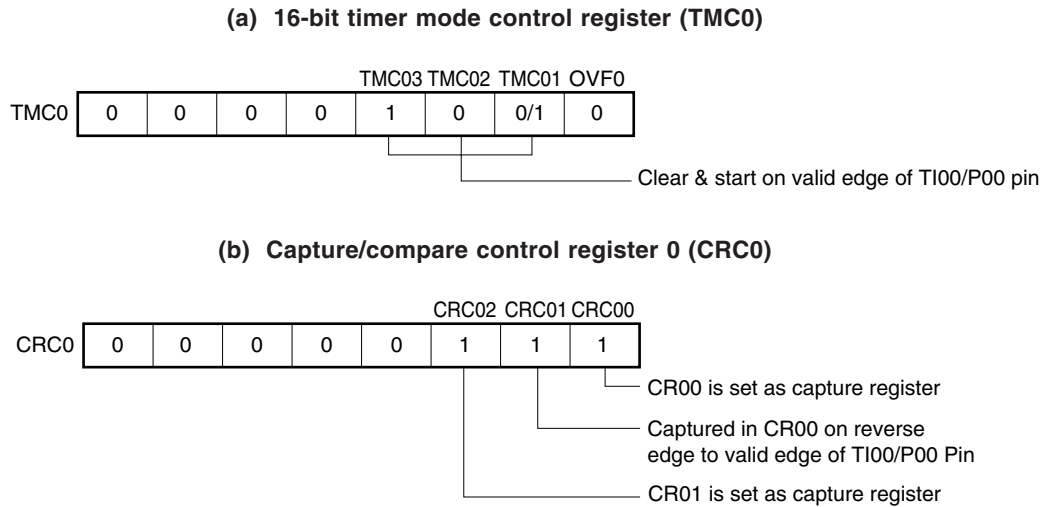 (a) 16-bit timer mode control register (TMC0)
TMC03 TMC02 TMC01 OVF0
TMC0 0 0 0 0 1 0 0/1 0
Clear & start on valid edge of TI00/P00 pin
(b) Capture/compare control register 0 (CRC0)
CRC02 CRC01 CRC00
CRC0 0 0 0 0 0 1 1 1
CR00 is set as capture register
Captured in CR00 on reverse
edge to valid edge of TI00/P00 Pin
CR01 is set as capture register